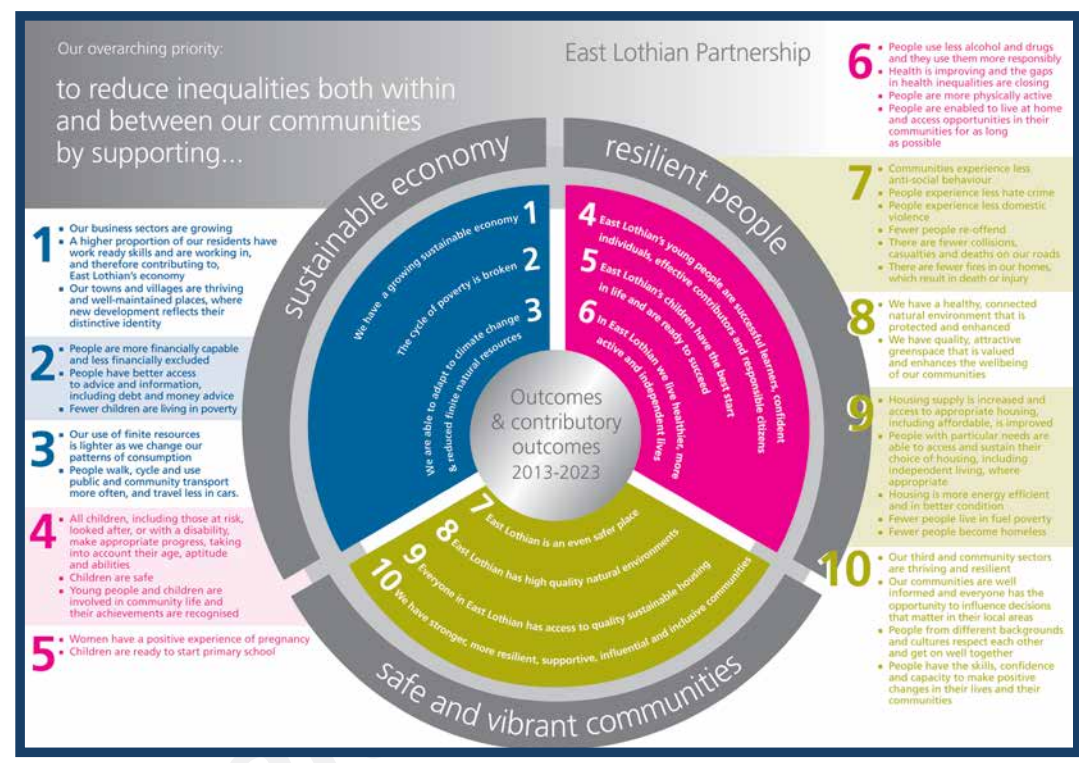 Our overarching priority:
to reduce inequalities both within
and between our communities
by supporting...
East Lothian Partnership
sustainable economy
resilient people
safe and vibrant communities
Outcomes
& contributory
outcomes
2013-2023
We have a growing sustainable economy 1
The cycle of poverty is broken 2
We are able to adapt to climate change 3
& reduced finite natural resources
4 East Lothian's young people are successful learners, confident
individuals, effective contributors and responsible citizens
5 East Lothian's children have the best start
in life and are ready to succeed
6 In East Lothian we live healthier, more
active and independent lives
7 East Lothian is an even safer place
8 East Lothian has high quality natural environments
9 Everyone in East Lothian has access to quality sustainable housing
10 We have stronger, more resilient, supportive, influential and inclusive communities
1
▪ Our business sectors are growing
▪ A higher proportion of our residents have
work ready skills and are working in,
and therefore contributing to,
East Lothian's economy
▪ Our towns and villages are thriving
and well-maintained places, where
new development reflects their
distinctive identity
2
▪ People are more financially capable
and less financially excluded
▪ People have better access
to advice and information,
including debt and money advice
▪ Fewer children are living in poverty
3
▪ Our use of finite resources
is lighter as we change our
patterns of consumption
▪ People walk, cycle and use
public and community transport
more often, and travel less in cars.
4
▪ All children, including those at risk,
looked after, or with a disability,
make appropriate progress, taking
into account their age, aptitude
and abilities
▪ Children are safe
▪ Young people and children are
involved in community life and
their achievements are recognised
5
▪ Women have a positive experience of pregnancy
▪ Children are ready to start primary school
6
▪ People use less alcohol and drugs
and they use them more responsibly
▪ Health is improving and the gaps
in health inequalities are closing
▪ People are more physically active
▪ People are enabled to live at home
and access opportunities in their
communities for as long
as possible
7
▪ Communities experience less
anti-social behaviour
▪ People experience less hate crime
▪ People experience less domestic
violence
▪ Fewer people re-offend
▪ There are fewer collisions,
casualties and deaths on our roads
▪ There are fewer fires in our homes,
which result in death or injury
8
▪ We have a healthy, connected
natural environment that is
protected and enhanced
▪ We have quality, attractive
greenspace that is valued
and enhances the wellbeing
of our communities
9
▪ Housing supply is increased and
access to appropriate housing,
including affordable, is improved
▪ People with particular needs are
able to access and sustain their
choice of housing, including
independent living, where
appropriate
▪ Housing is more energy efficient
and in better condition
▪ Fewer people live in fuel poverty
▪ Fewer people become homeless
10
▪ Our third and community sectors
are thriving and resilient
▪ Our communities are well
informed and everyone has the
opportunity to influence decisions
that matter in their local areas
▪ People from different backgrounds
and cultures respect each other
and get on well together
▪ People have the skills, confidence
and capacity to make positive
changes in their lives and their
communities